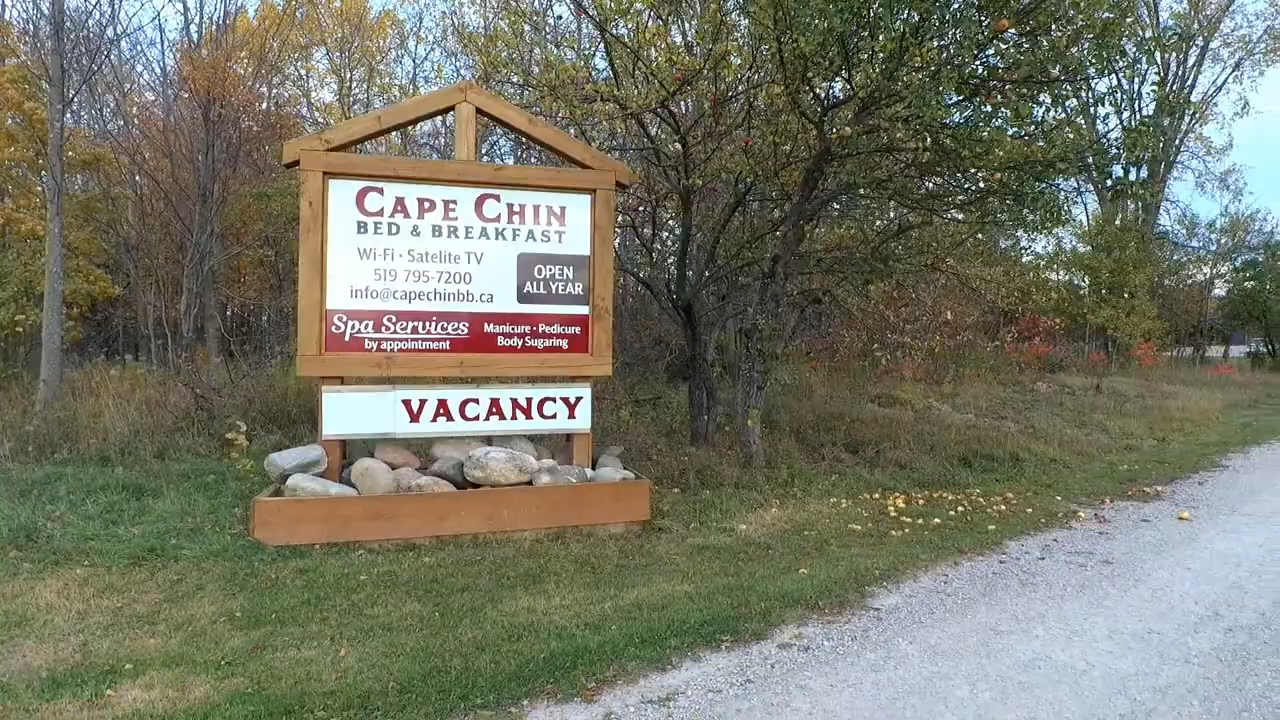 CAPE CHIN
BED & BREAKFAST
Wi-Fi • Satelite TV
519 795-7200
info@capechinbb.ca
OPEN
ALL YEAR
Spa Services
by appointment
Manicure • Pedicure
Body Sugaring
VACANCY